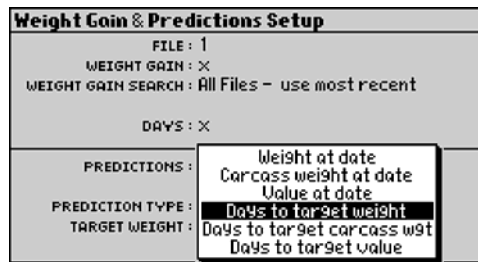 Weight Gain & Predictions Setup
FILE : 1
WEIGHT GAIN : X
WEIGHT GAIN SEARCH : All Files - use most recent
DAYS : X
PREDICTIONS :
PREDICTION TYPE :
TARGET WEIGHT :
Weight at date
Carcass weight at date
Value at date
Days to target weight
Days to target carcass wgt
Days to target value